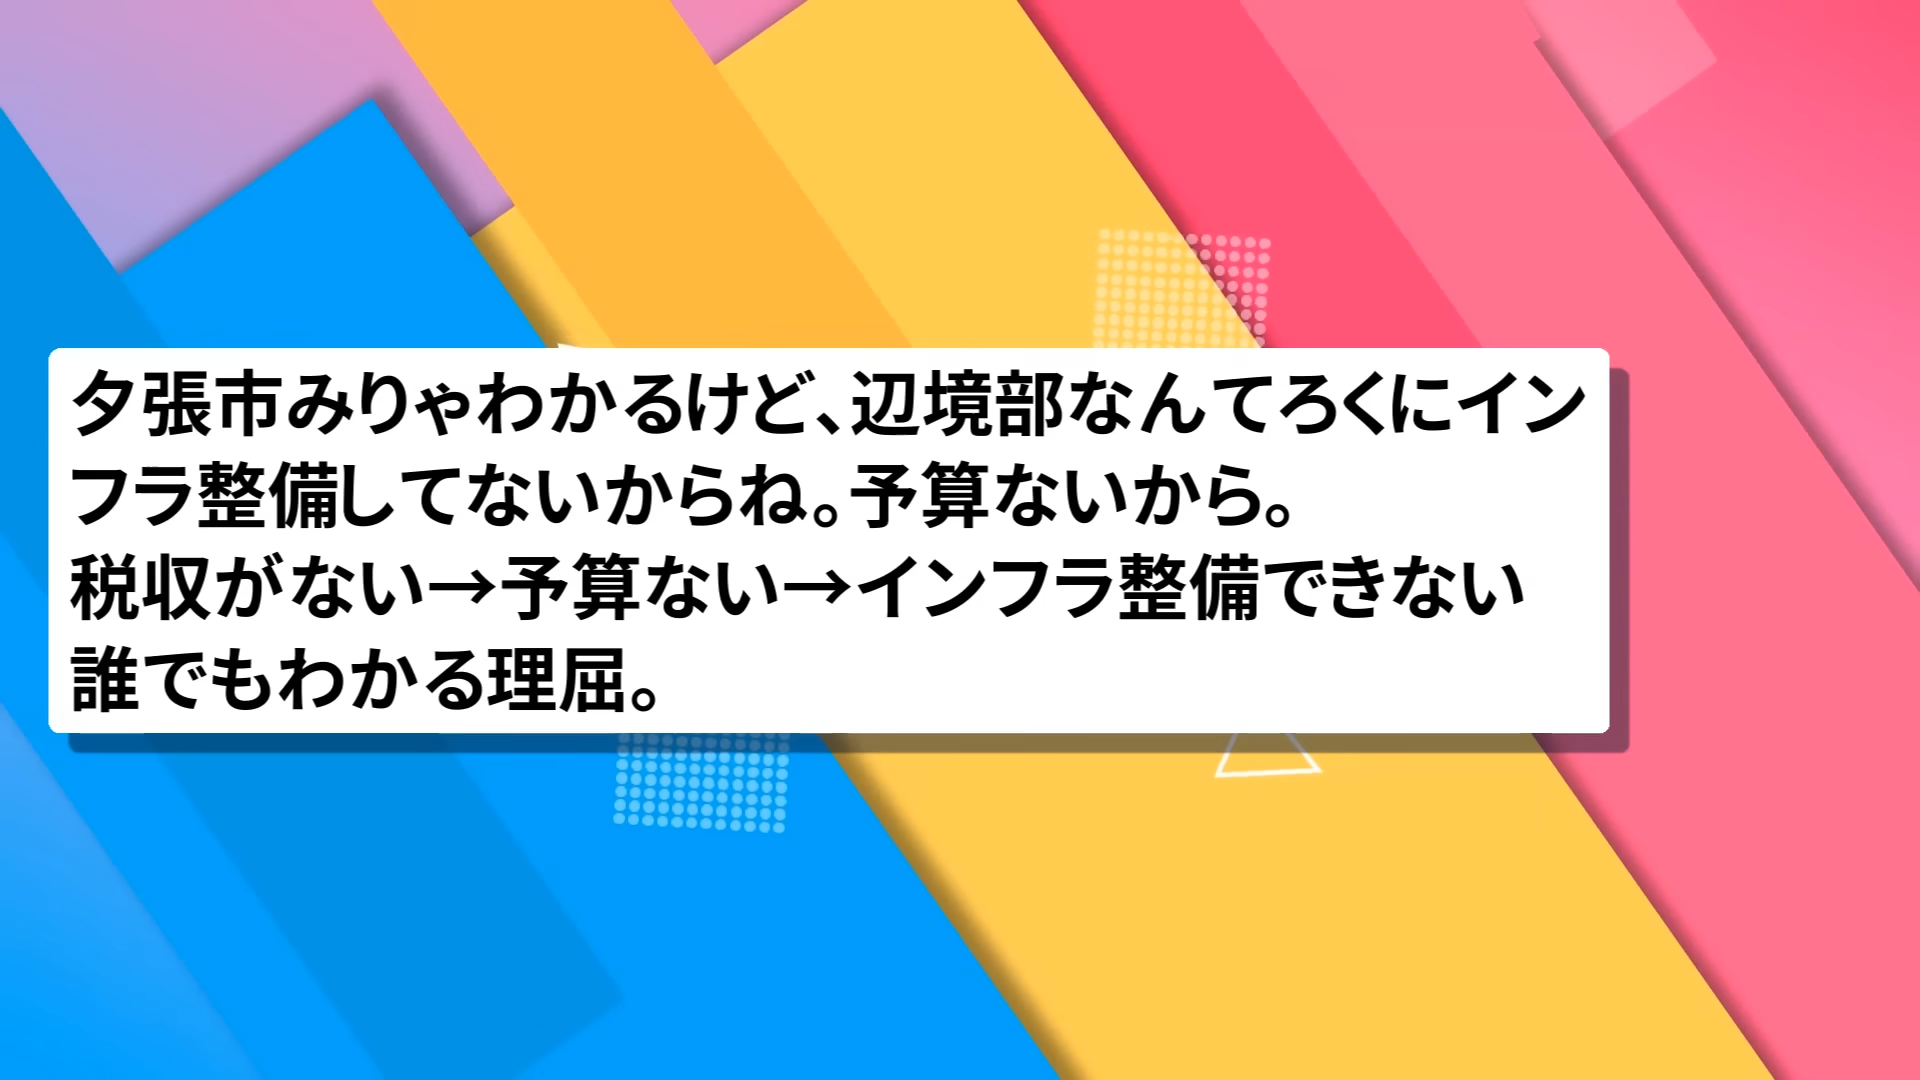 夕張市みりゃわかるけど、辺境部なんてろくにイン
フラ整備してないからね。予算ないから。
税収がない→予算ない→インフラ整備できない
誰でもわかる理屈。